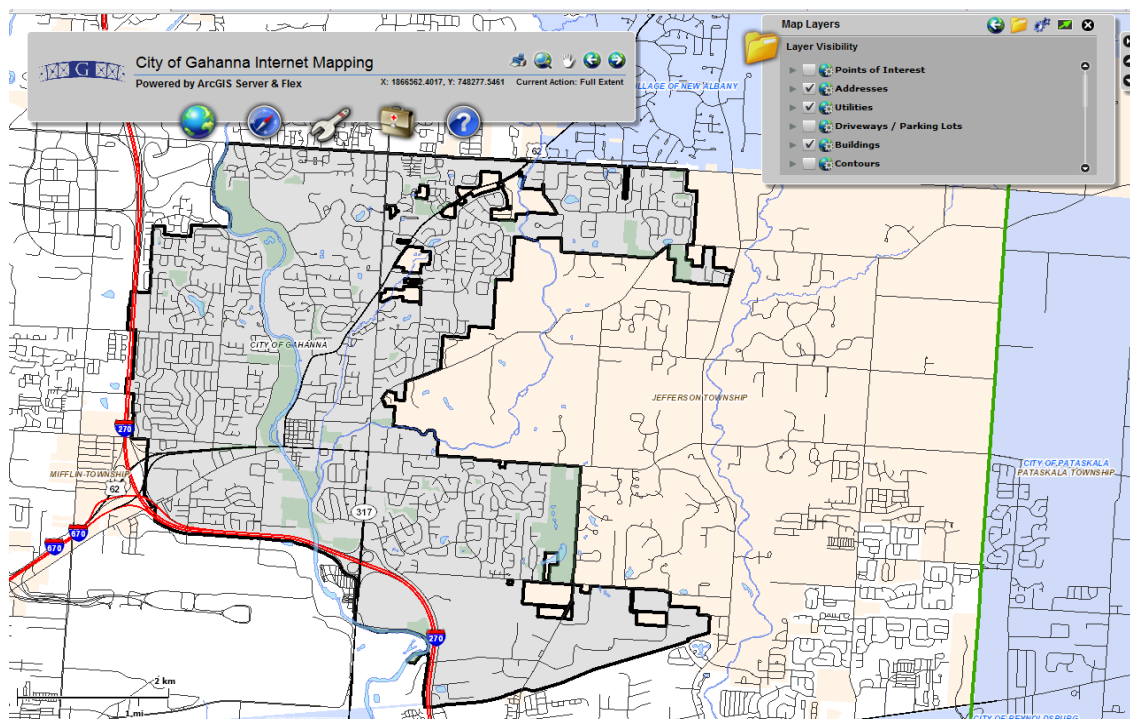 City of Gahanna Internet Mapping
Powered by ArcGIS Server & Flex
X: 1866562.4017, Y: 748277.5461 Current Action: Full Extent
G
?
Map Layers
Layer Visibility
Points of Interest
Addresses
Utilities
Driveways / Parking Lots
Buildings
Contours
VILLAGE OF NEW ALBANY
62
CITY OF GAHANNA
JEFFERSON TOWNSHIP
270
MIFFLIN TOWNSHIP
62
CITY OF PATASKALA
PATASKALA TOWNSHIP
317
670
670
270
2 km
1 mi
CITY OF REYNOLDSBURG